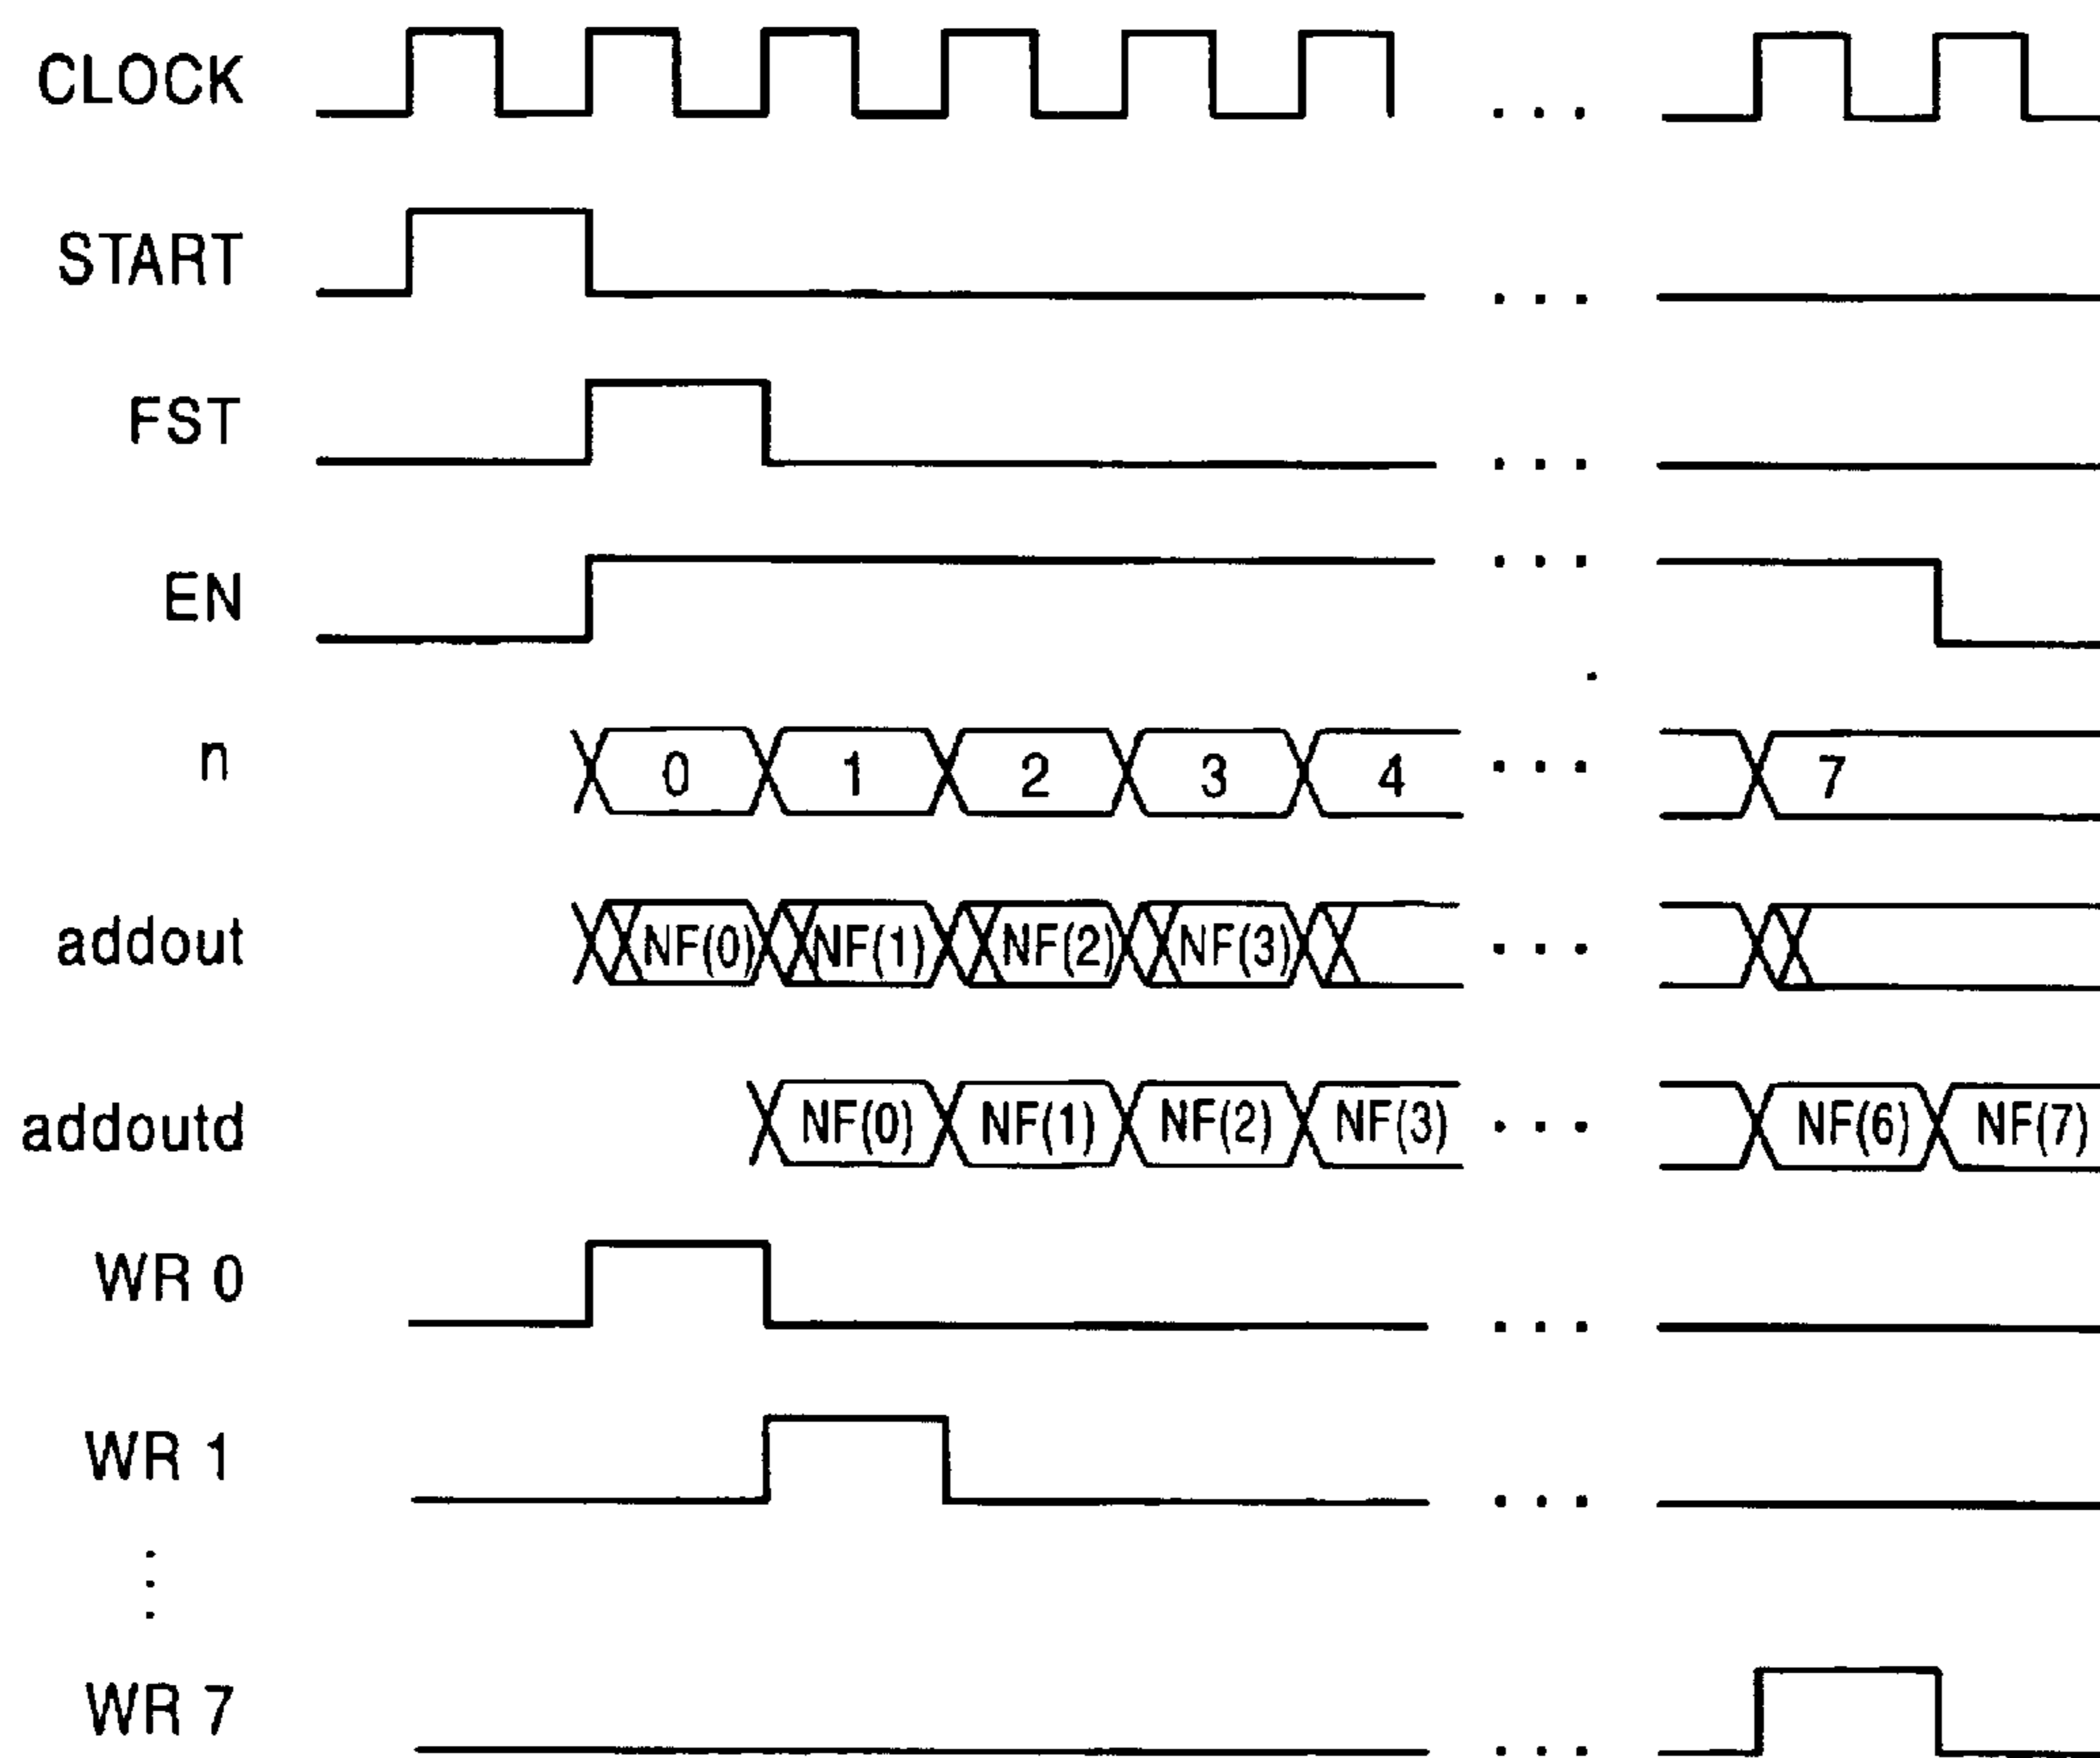 CLOCK . . .
START . . .
FST . . .
EN . . .
n 0 1 2 3 4 . . . 7
addout NF(0) NF(1) NF(2) NF(3) . . .
addoutd NF(0) NF(1) NF(2) NF(3) . . . NF(6) NF(7)
WR 0 . . .
WR 1 . . .
WR 7 . . .